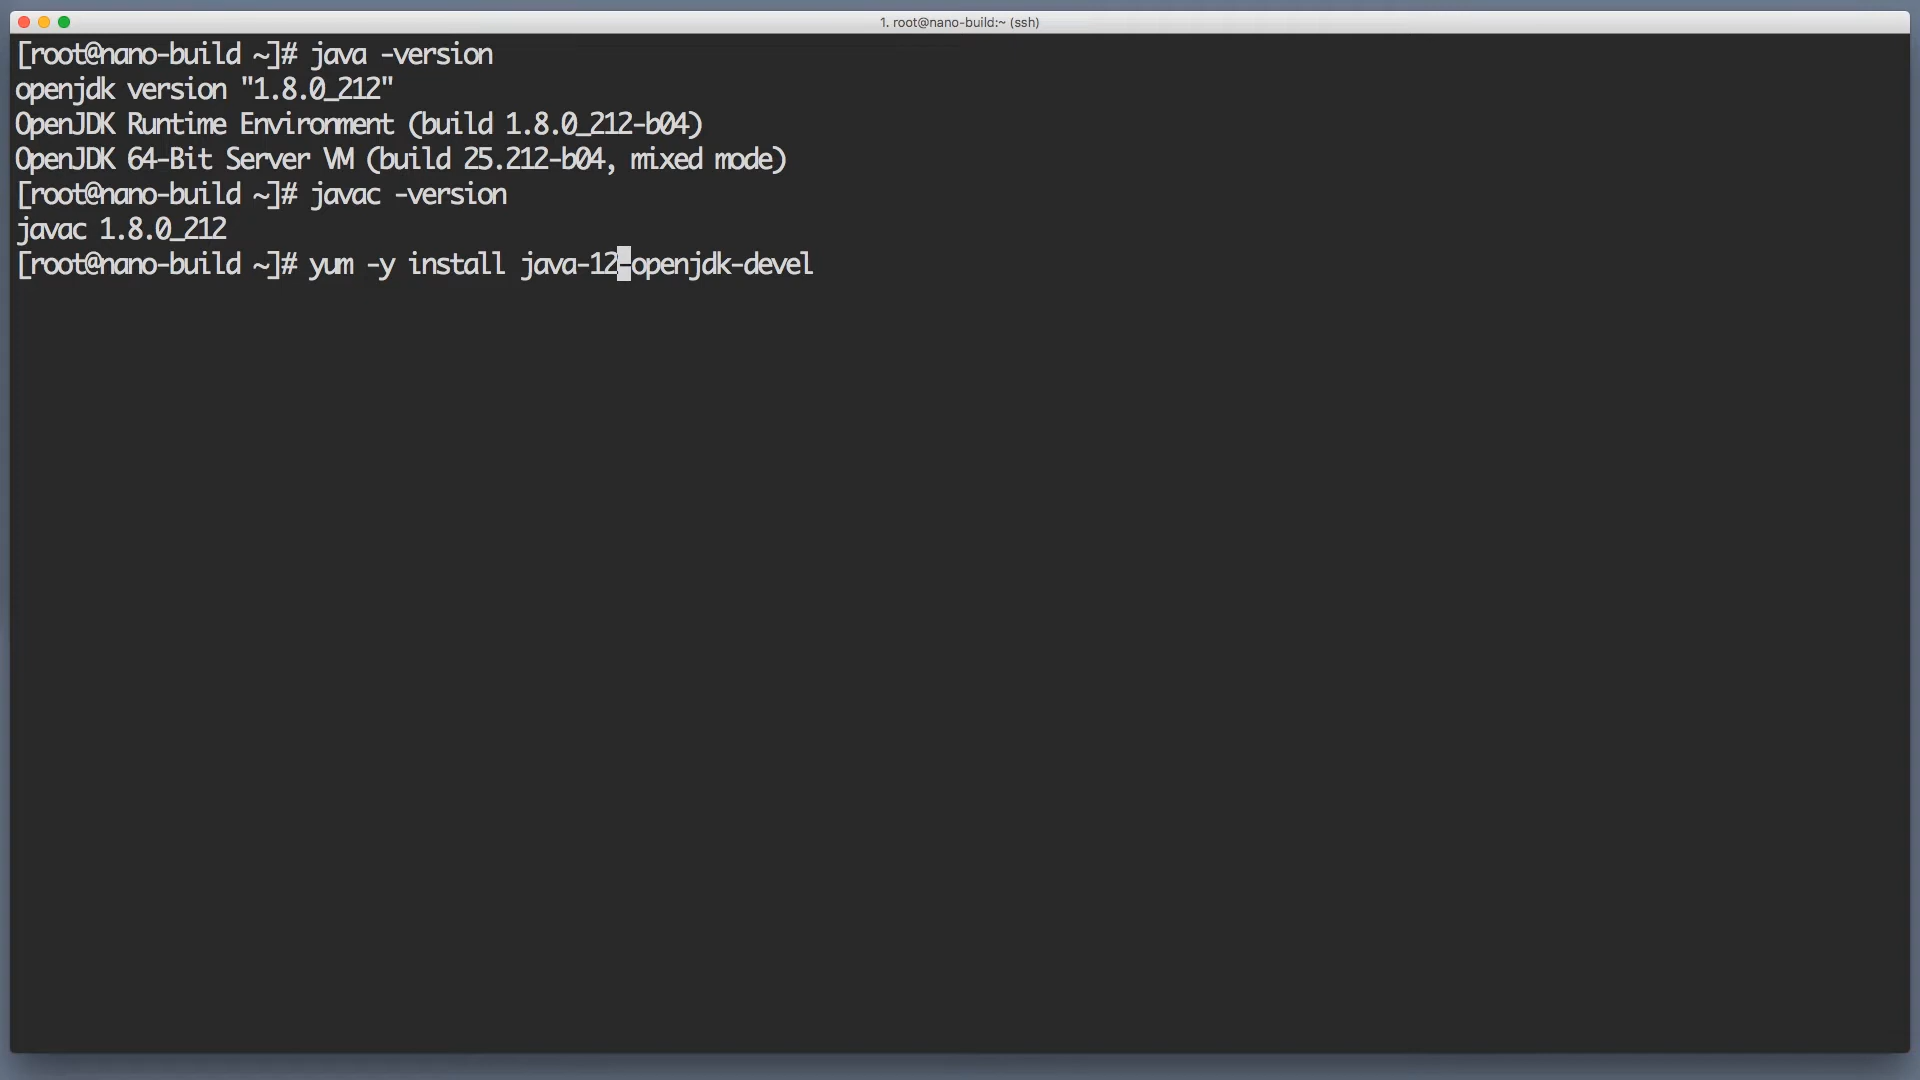 1. root@nano-build:~ (ssh)
[root@nano-build ~]# java -version
openjdk version "1.8.0_212"
OpenJDK Runtime Environment (build 1.8.0_212-b04)
OpenJDK 64-Bit Server VM (build 25.212-b04, mixed mode)
[root@nano-build ~]# javac -version
javac 1.8.0_212
[root@nano-build ~]# yum -y install java-12-openjdk-devel